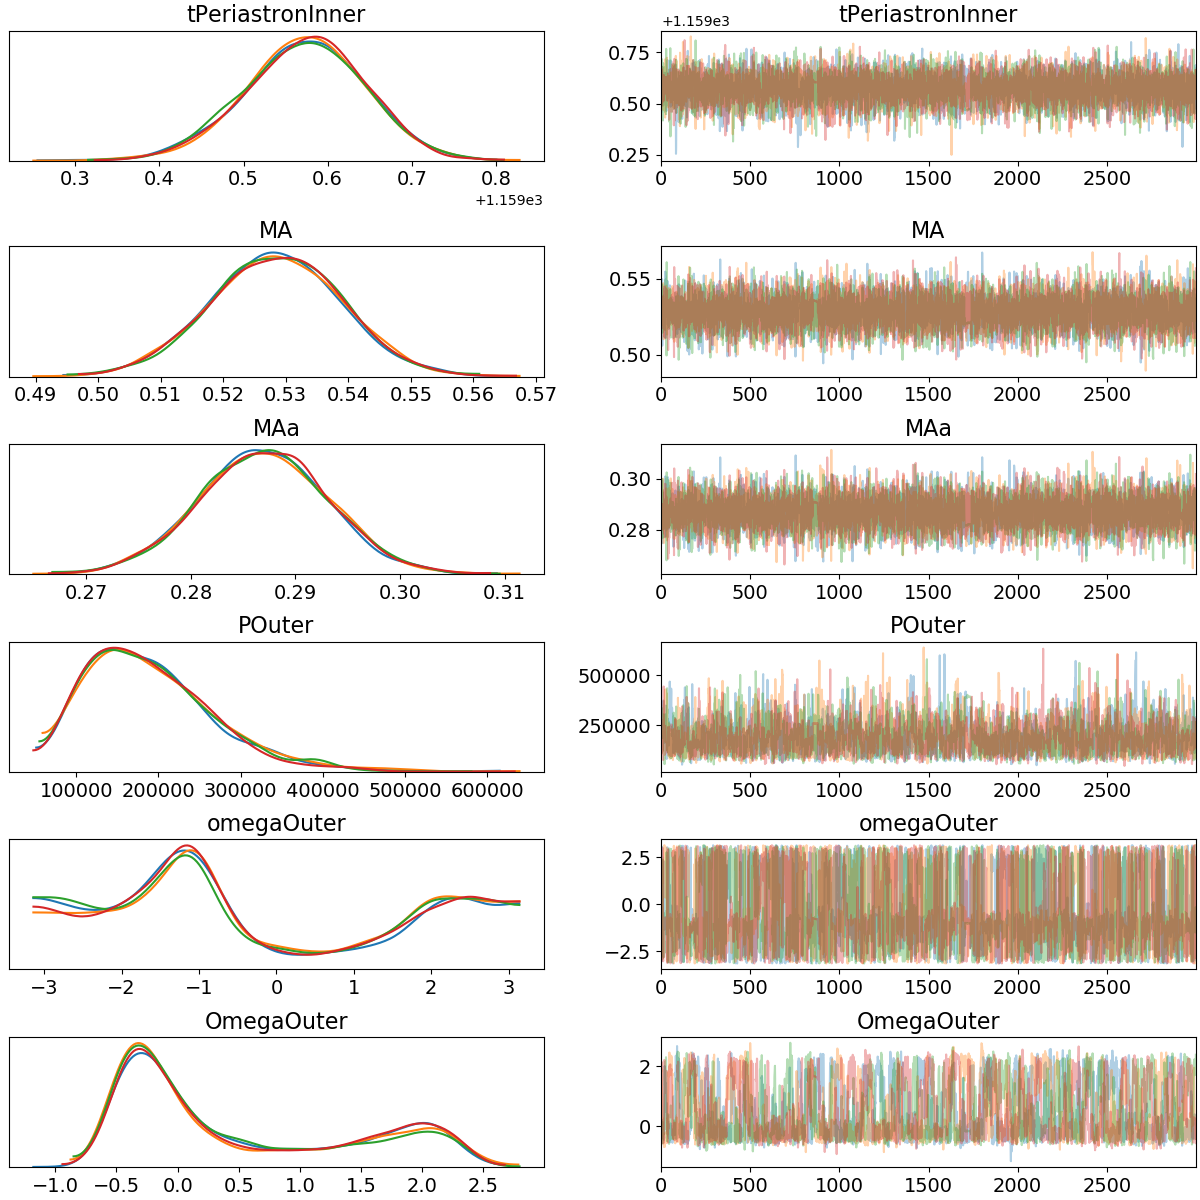 tPeriastronInner
tPeriastronInner
+1.159e3
0.75
0.50
0.25
0.3 0.4 0.5 0.6 0.7 0.8
0 500 1000 1500 2000 2500
+1.159e3
MA
MA
0.55
0.50
0.49 0.50 0.51 0.52 0.53 0.54 0.55 0.56 0.57
0 500 1000 1500 2000 2500
MAa
MAa
0.30
0.28
0.27 0.28 0.29 0.30 0.31
0 500 1000 1500 2000 2500
POuter
POuter
500000
250000
100000 200000 300000 400000 500000 600000
0 500 1000 1500 2000 2500
omegaOuter
omegaOuter
2.5
0.0
−2.5
−3 −2 −1 0 1 2 3
0 500 1000 1500 2000 2500
OmegaOuter
OmegaOuter
2
0
−1.0 −0.5 0.0 0.5 1.0 1.5 2.0 2.5
0 500 1000 1500 2000 2500